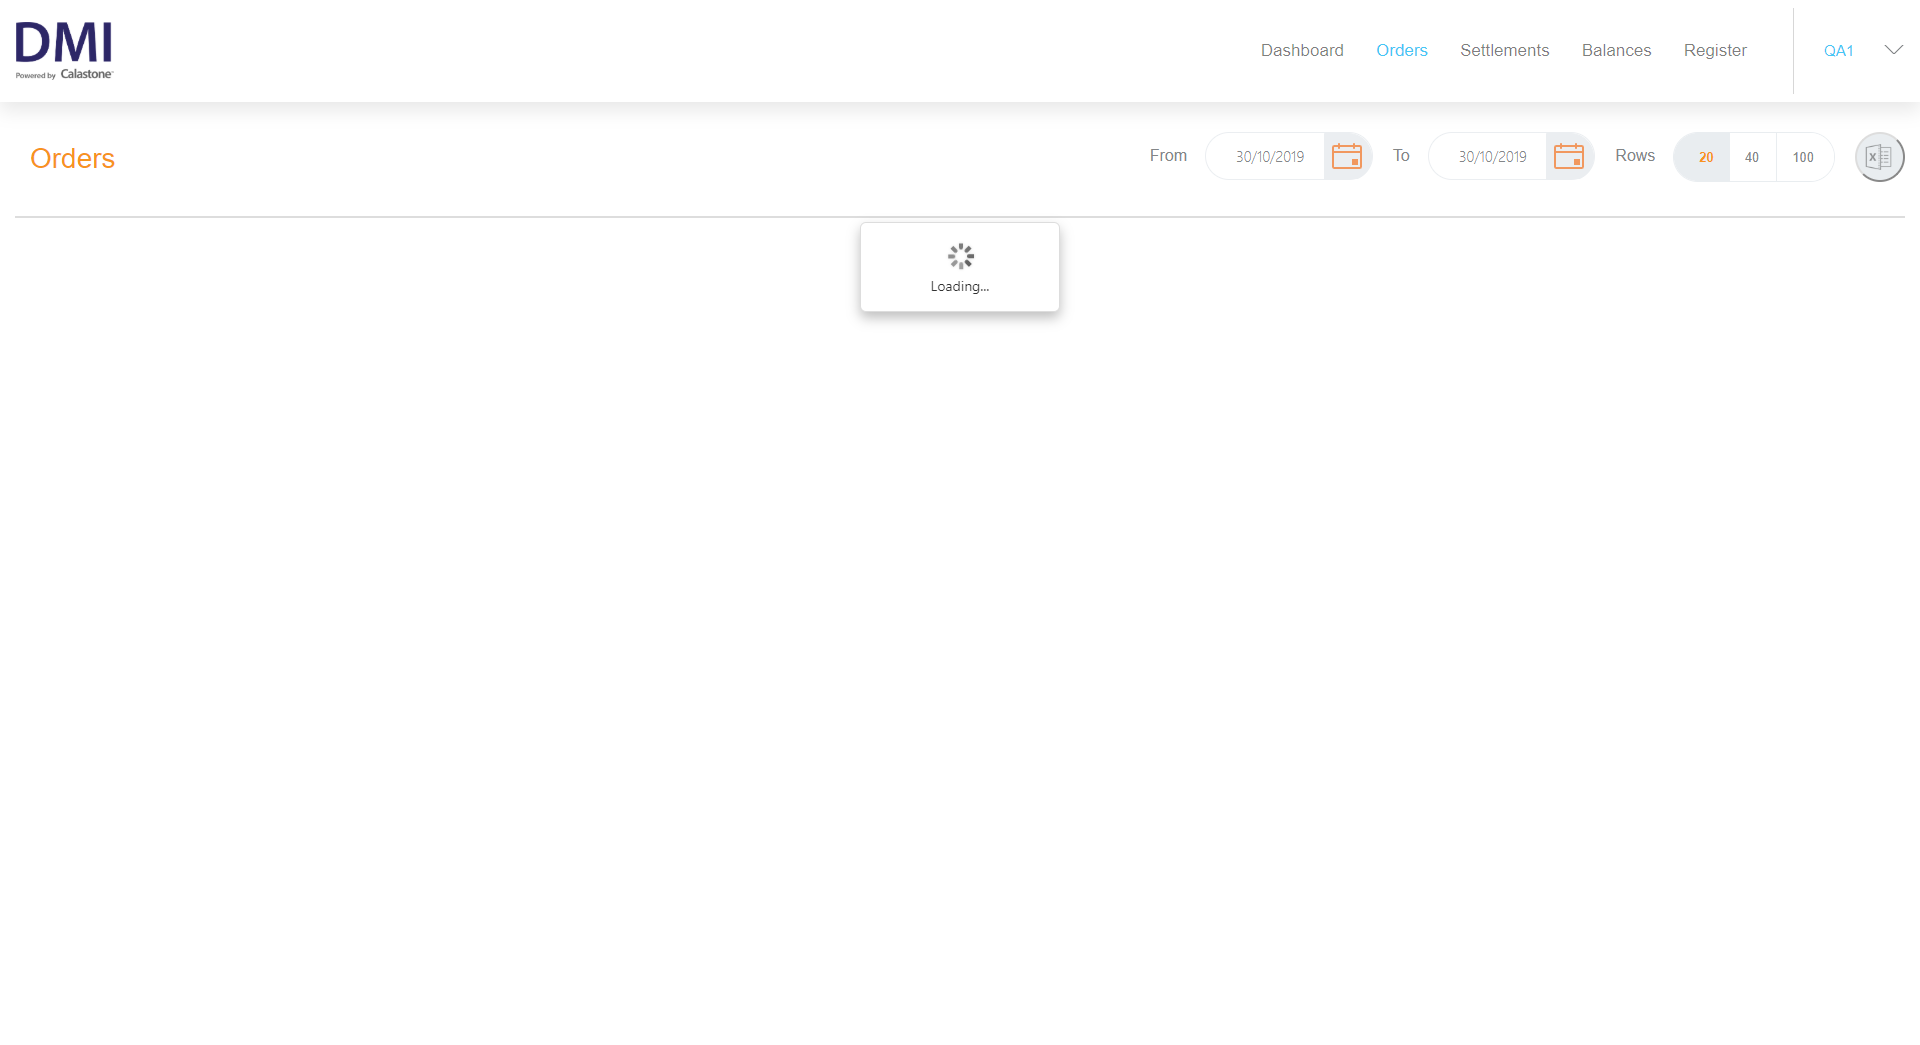 DMI
Powered by Calastone
Dashboard Orders Settlements Balances Register QA1
Orders From 30/10/2019 To 30/10/2019 Rows 20 40 100 X
Loading...